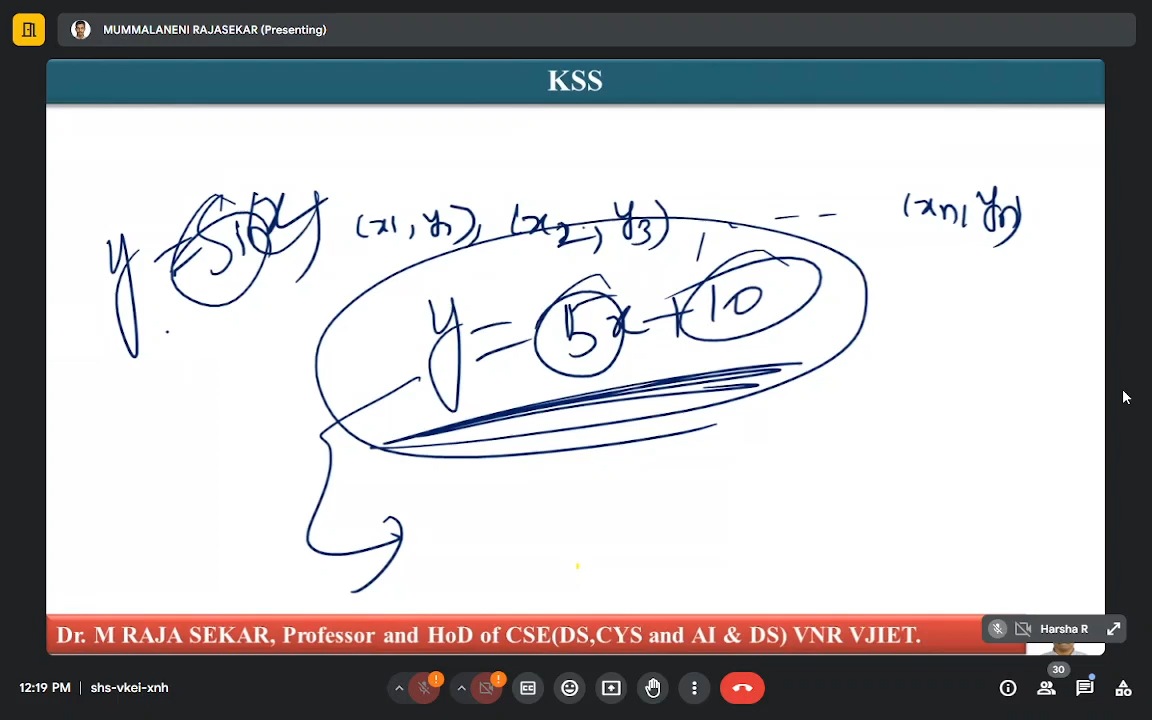 MUMMALANENI RAJASEKAR (Presenting)
KSS
(x1, y1), (x2, y3) -- (xn, yn)
y =
y = 5x+10
Dr. M RAJA SEKAR, Professor and HoD of CSE(DS,CYS and AI & DS) VNR VJIET.
Harsha R
12:19 PM | shs-vkei-xnh
30